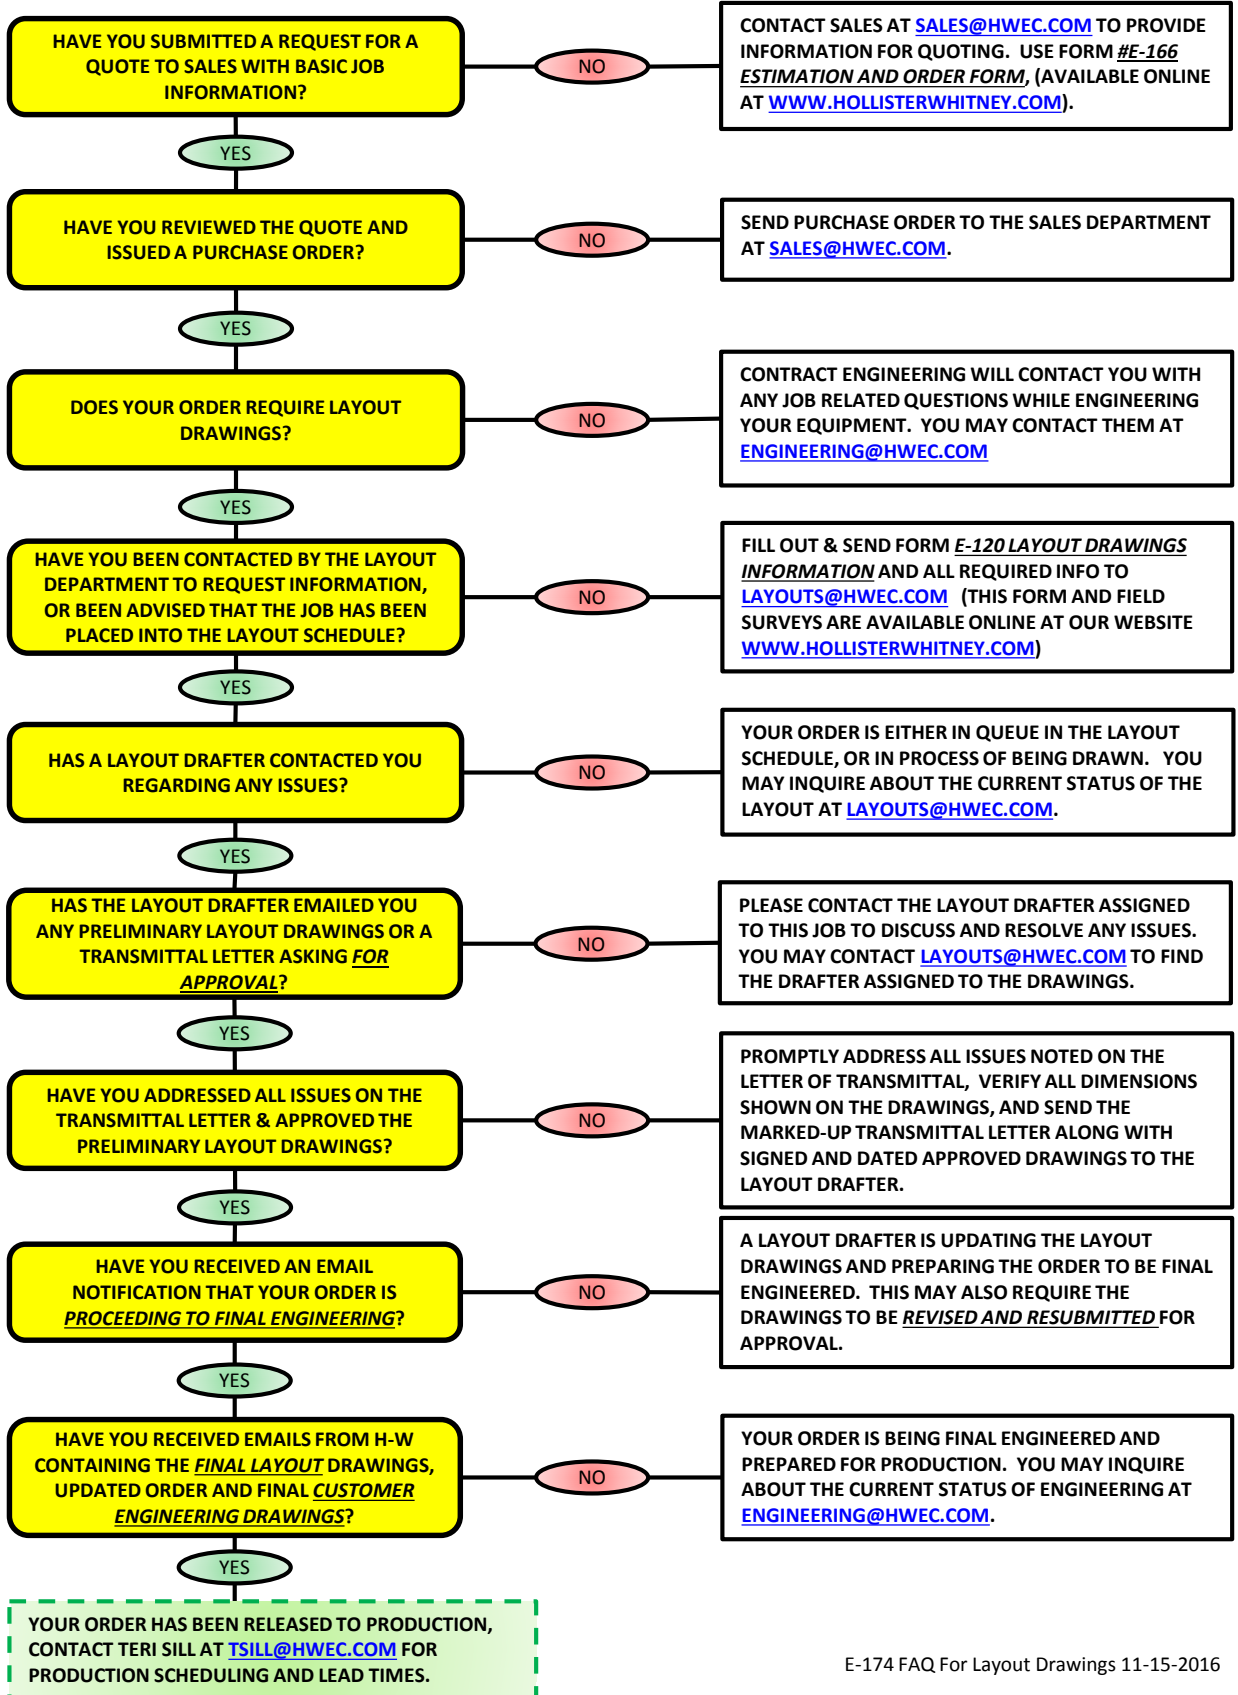 HAVE YOU SUBMITTED A REQUEST FOR A
QUOTE TO SALES WITH BASIC JOB
INFORMATION?
NO
CONTACT SALES AT SALES@HWEC.COM TO PROVIDE
INFORMATION FOR QUOTING. USE FORM #E-166
ESTIMATION AND ORDER FORM, (AVAILABLE ONLINE
AT WWW.HOLLISTERWHITNEY.COM).
YES
HAVE YOU REVIEWED THE QUOTE AND
ISSUED A PURCHASE ORDER?
NO
SEND PURCHASE ORDER TO THE SALES DEPARTMENT
AT SALES@HWEC.COM.
YES
DOES YOUR ORDER REQUIRE LAYOUT
DRAWINGS?
NO
CONTRACT ENGINEERING WILL CONTACT YOU WITH
ANY JOB RELATED QUESTIONS WHILE ENGINEERING
YOUR EQUIPMENT. YOU MAY CONTACT THEM AT
ENGINEERING@HWEC.COM
YES
HAVE YOU BEEN CONTACTED BY THE LAYOUT
DEPARTMENT TO REQUEST INFORMATION,
OR BEEN ADVISED THAT THE JOB HAS BEEN
PLACED INTO THE LAYOUT SCHEDULE?
NO
FILL OUT & SEND FORM E-120 LAYOUT DRAWINGS
INFORMATION AND ALL REQUIRED INFO TO
LAYOUTS@HWEC.COM (THIS FORM AND FIELD
SURVEYS ARE AVAILABLE ONLINE AT OUR WEBSITE
WWW.HOLLISTERWHITNEY.COM)
YES
HAS A LAYOUT DRAFTER CONTACTED YOU
REGARDING ANY ISSUES?
NO
YOUR ORDER IS EITHER IN QUEUE IN THE LAYOUT
SCHEDULE, OR IN PROCESS OF BEING DRAWN. YOU
MAY INQUIRE ABOUT THE CURRENT STATUS OF THE
LAYOUT AT LAYOUTS@HWEC.COM.
YES
HAS THE LAYOUT DRAFTER EMAILED YOU
ANY PRELIMINARY LAYOUT DRAWINGS OR A
TRANSMITTAL LETTER ASKING FOR
APPROVAL?
NO
PLEASE CONTACT THE LAYOUT DRAFTER ASSIGNED
TO THIS JOB TO DISCUSS AND RESOLVE ANY ISSUES.
YOU MAY CONTACT LAYOUTS@HWEC.COM TO FIND
THE DRAFTER ASSIGNED TO THE DRAWINGS.
YES
HAVE YOU ADDRESSED ALL ISSUES ON THE
TRANSMITTAL LETTER & APPROVED THE
PRELIMINARY LAYOUT DRAWINGS?
NO
PROMPTLY ADDRESS ALL ISSUES NOTED ON THE
LETTER OF TRANSMITTAL, VERIFY ALL DIMENSIONS
SHOWN ON THE DRAWINGS, AND SEND THE
MARKED-UP TRANSMITTAL LETTER ALONG WITH
SIGNED AND DATED APPROVED DRAWINGS TO THE
LAYOUT DRAFTER.
YES
HAVE YOU RECEIVED AN EMAIL
NOTIFICATION THAT YOUR ORDER IS
PROCEEDING TO FINAL ENGINEERING?
NO
A LAYOUT DRAFTER IS UPDATING THE LAYOUT
DRAWINGS AND PREPARING THE ORDER TO BE FINAL
ENGINEERED. THIS MAY ALSO REQUIRE THE
DRAWINGS TO BE REVISED AND RESUBMITTED FOR
APPROVAL.
YES
HAVE YOU RECEIVED EMAILS FROM H-W
CONTAINING THE FINAL LAYOUT DRAWINGS,
UPDATED ORDER AND FINAL CUSTOMER
ENGINEERING DRAWINGS?
NO
YOUR ORDER IS BEING FINAL ENGINEERED AND
PREPARED FOR PRODUCTION. YOU MAY INQUIRE
ABOUT THE CURRENT STATUS OF ENGINEERING AT
ENGINEERING@HWEC.COM.
YES
YOUR ORDER HAS BEEN RELEASED TO PRODUCTION,
CONTACT TERI SILL AT TSILL@HWEC.COM FOR
PRODUCTION SCHEDULING AND LEAD TIMES.
E-174 FAQ For Layout Drawings 11-15-2016